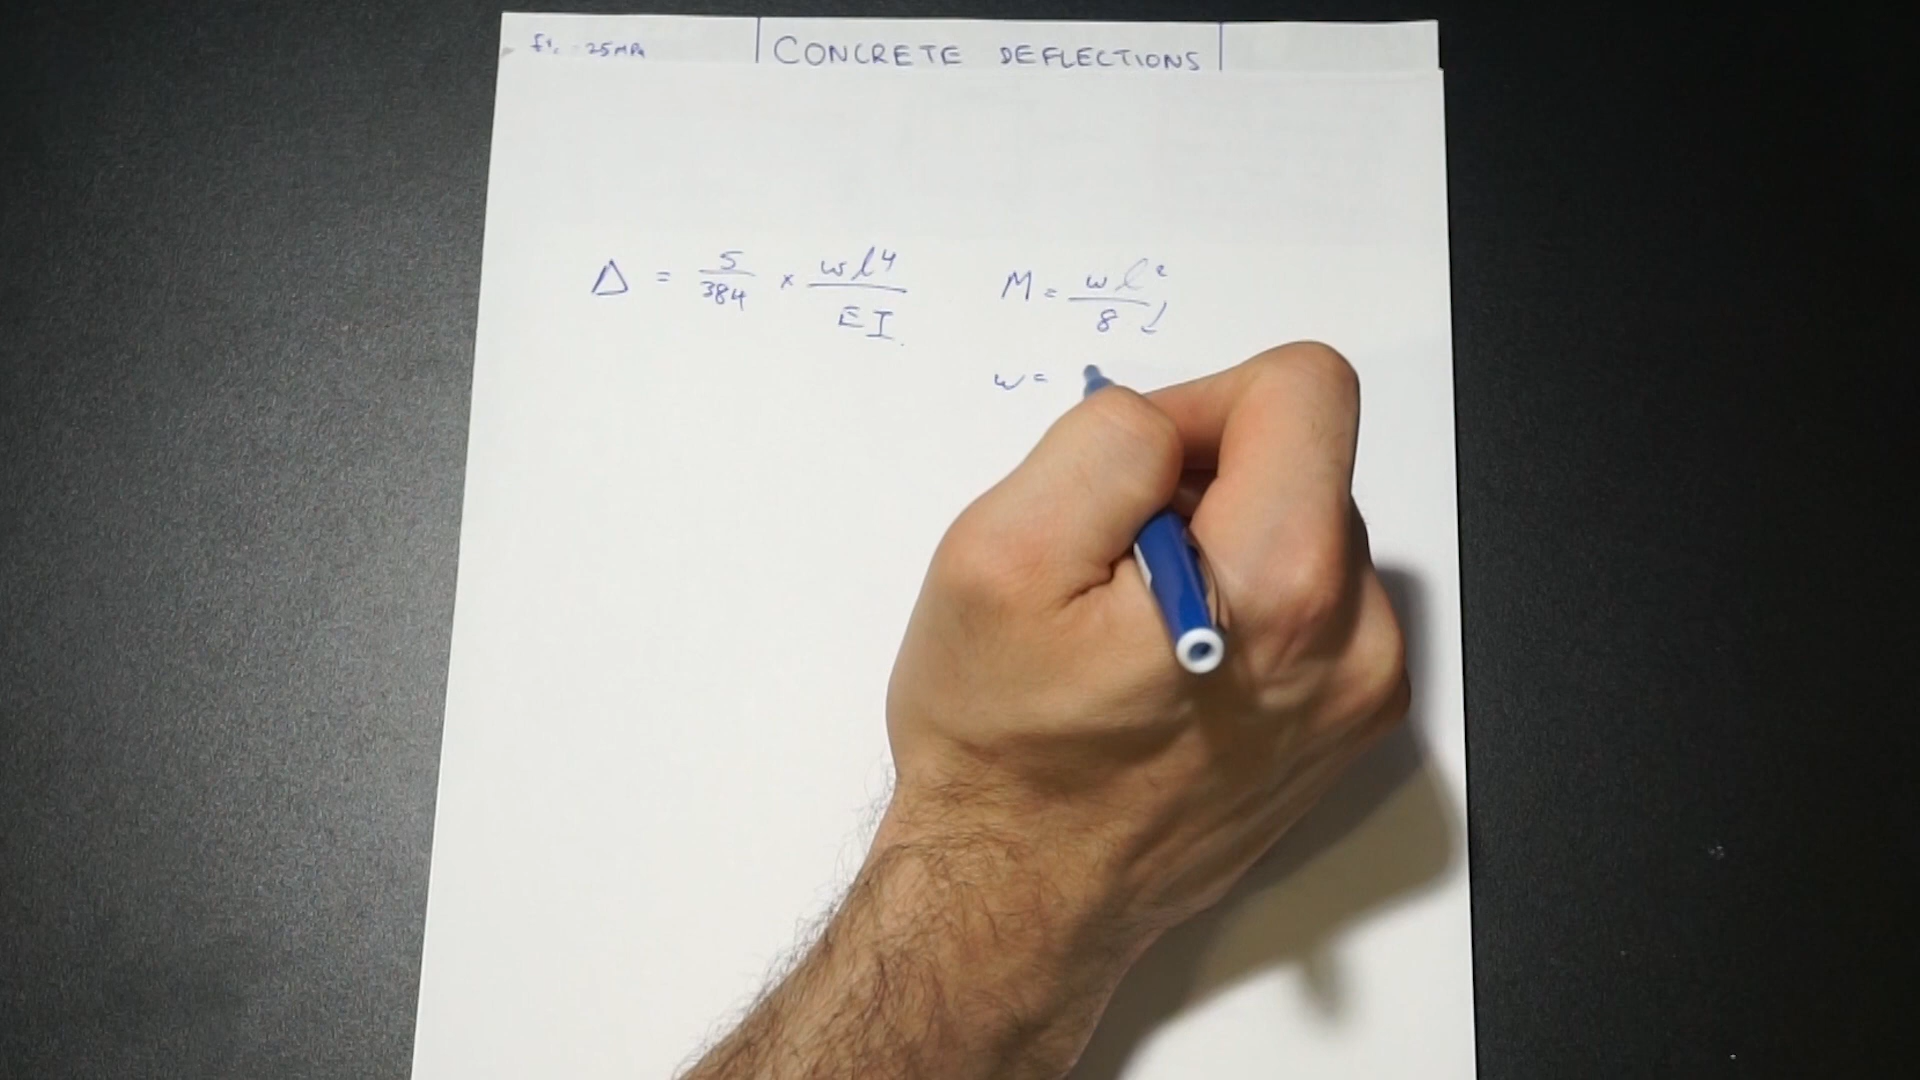 f'c = 25MPa
CONCRETE DEFLECTIONS
Δ = 5/384 × wl⁴/EI
M = wl²/8
w =